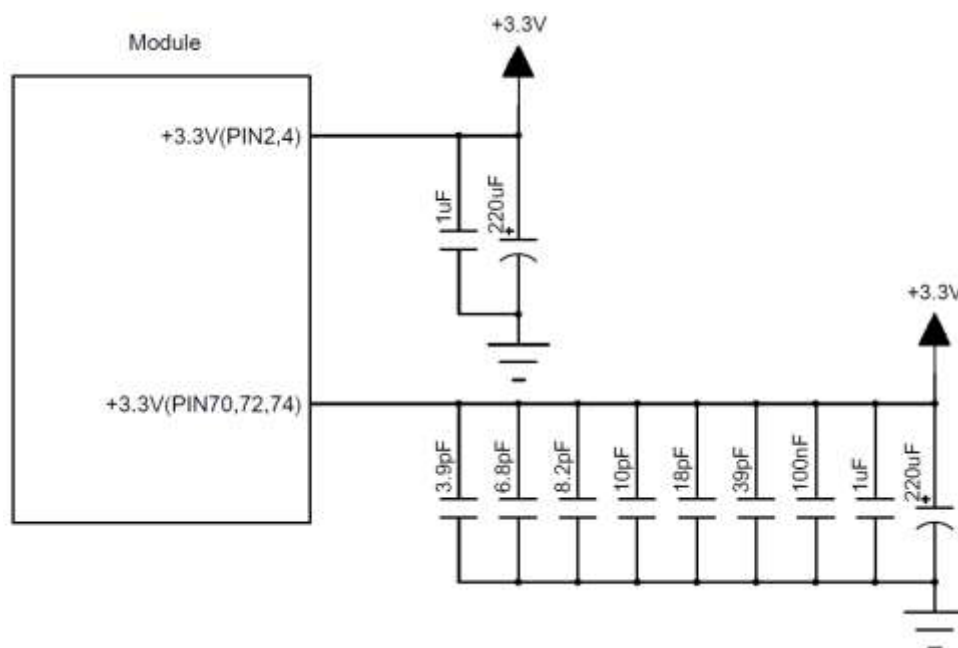 +3.3V
Module
+3.3V(PIN2,4)
1uF
220uF
+
+3.3V
+3.3V(PIN70,72,74)
3.9pF
6.8pF
8.2pF
10pF
18pF
39pF
100nF
1uF
220uF
+